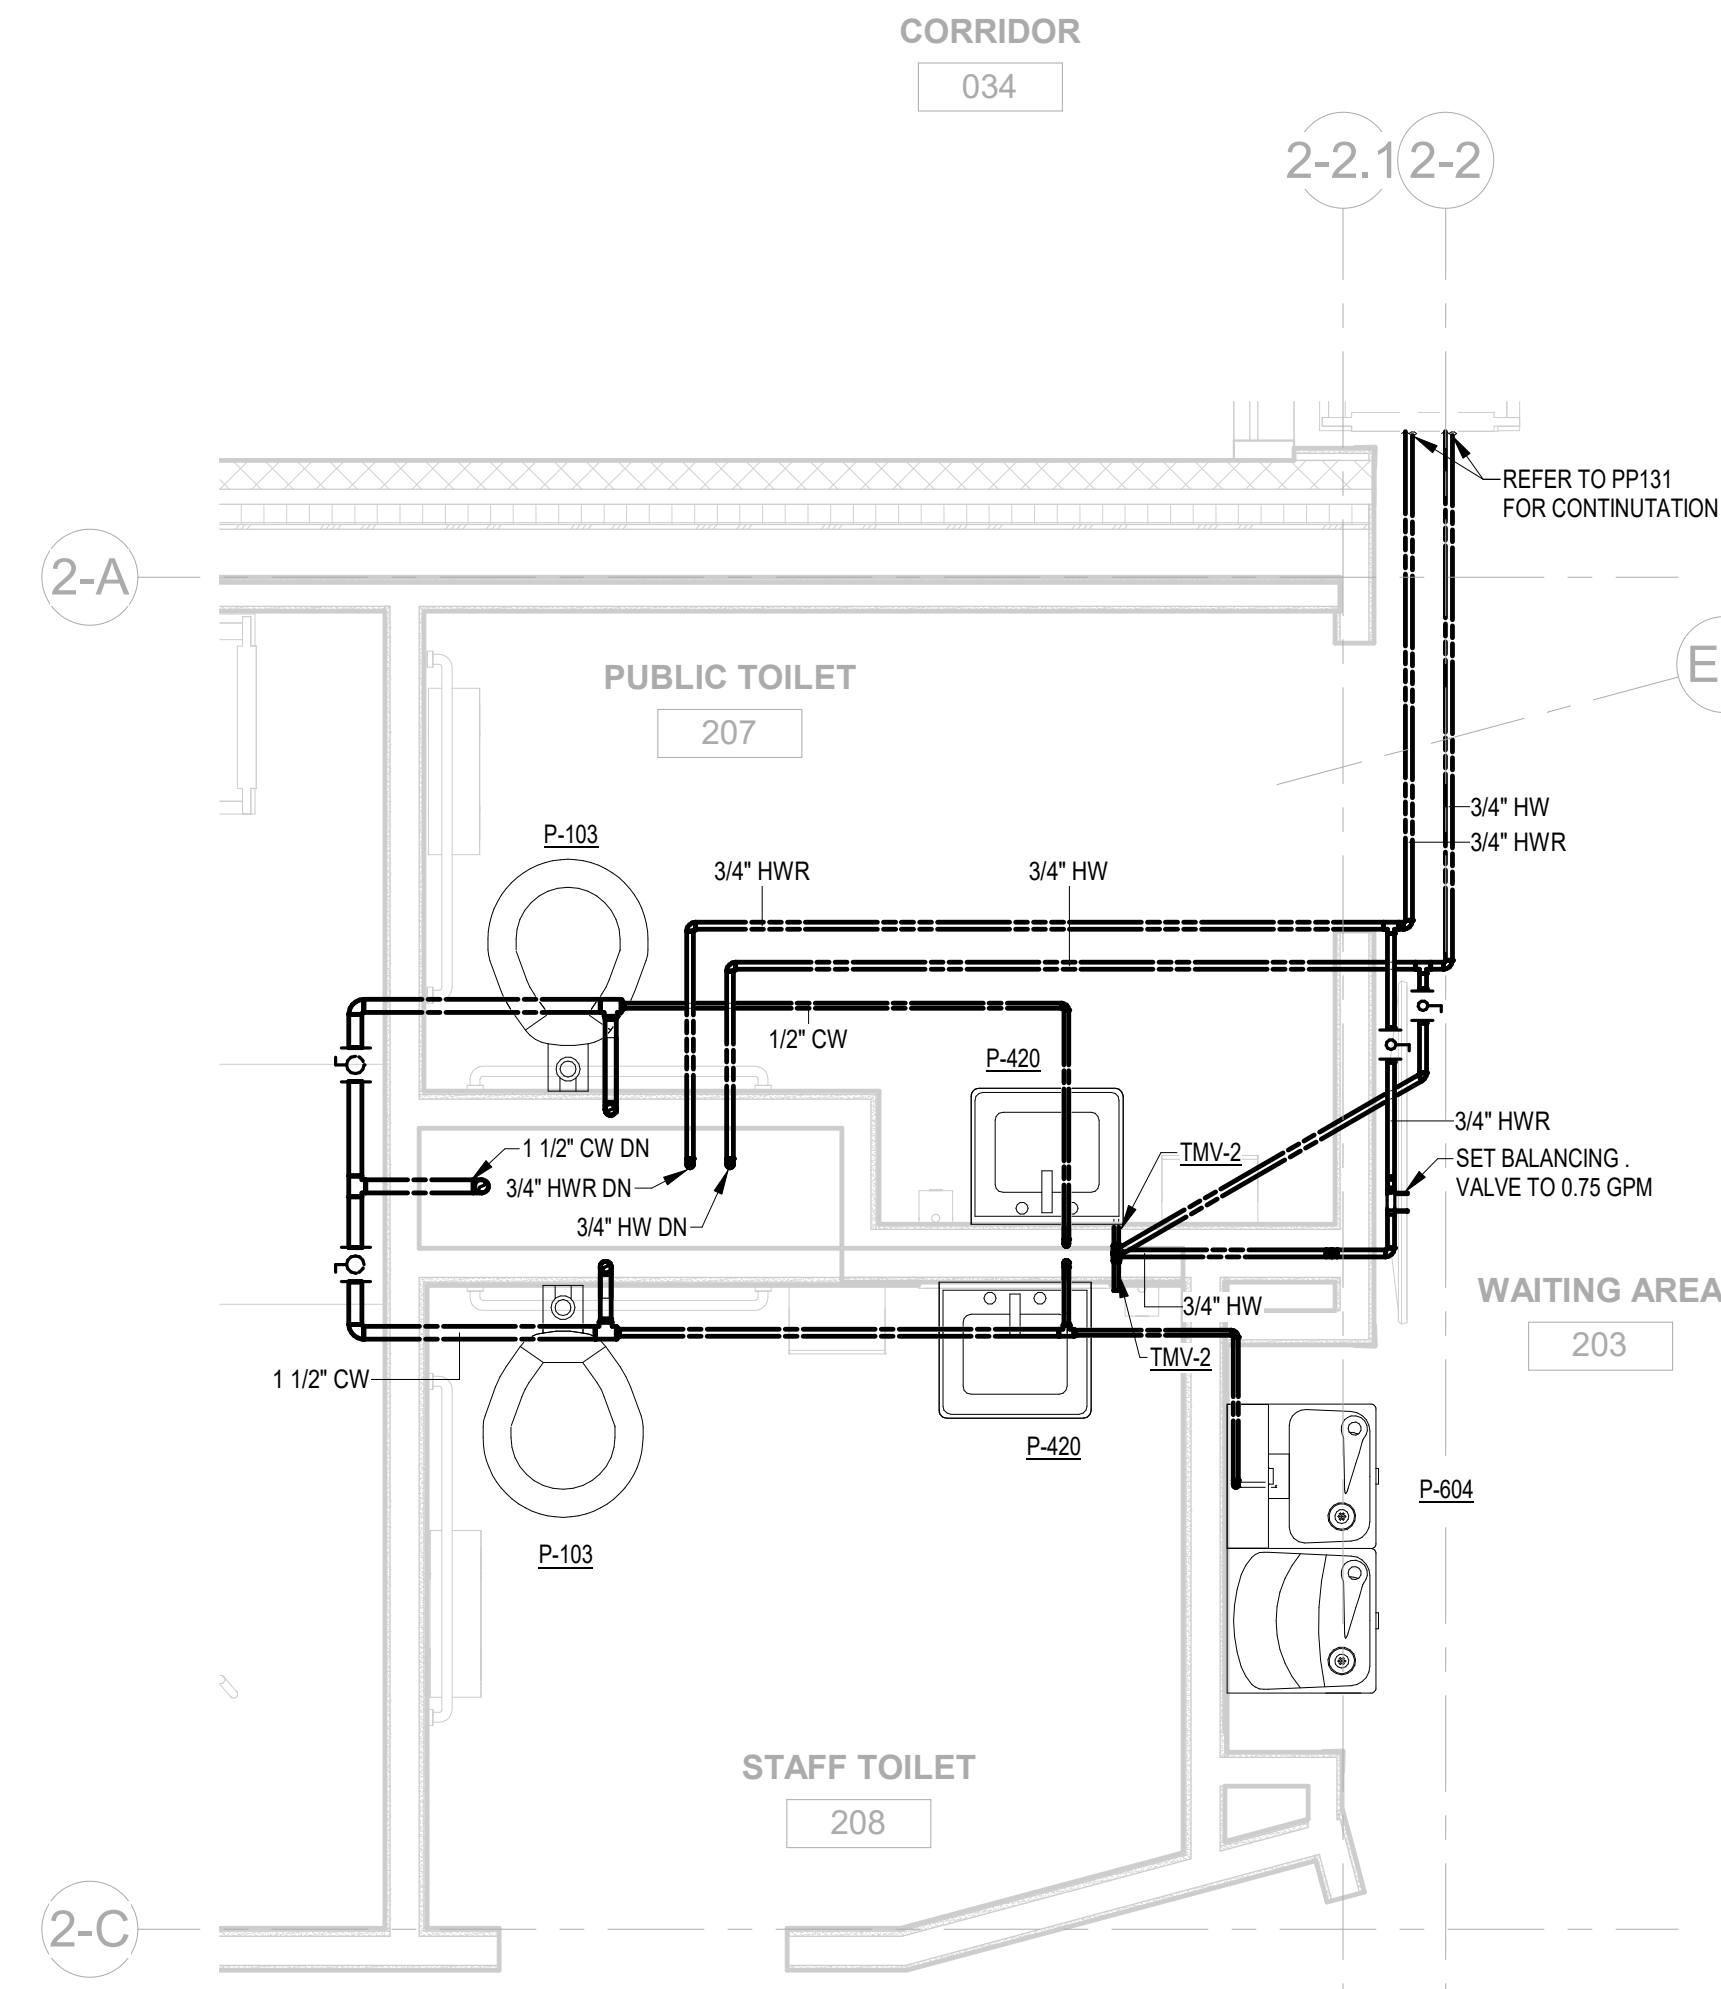 CORRIDOR
034
2-2.1
2-2
REFER TO PP131
FOR CONTINUTATION
2-A
E
PUBLIC TOILET
207
3/4" HW
3/4" HWR
P-103
3/4" HWR
3/4" HW
1/2" CW
P-420
3/4" HWR
1 1/2" CW DN
TMV-2
SET BALANCING .
VALVE TO 0.75 GPM
3/4" HWR DN
3/4" HW DN
WAITING AREA
203
3/4" HW
TMV-2
1 1/2" CW
P-420
P-604
P-103
STAFF TOILET
208
2-C